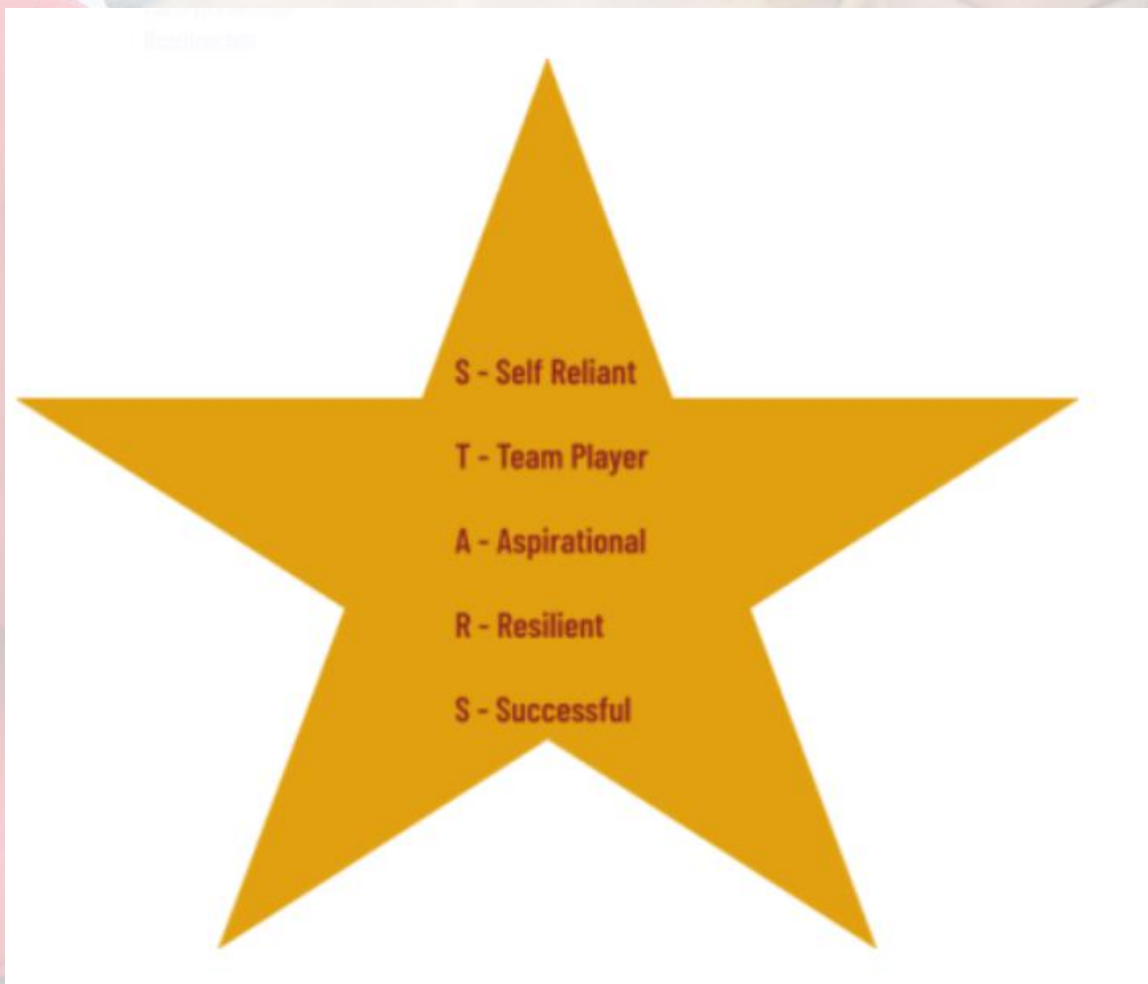 S - Self Reliant
T - Team Player
A - Aspirational
R - Resilient
S - Successful